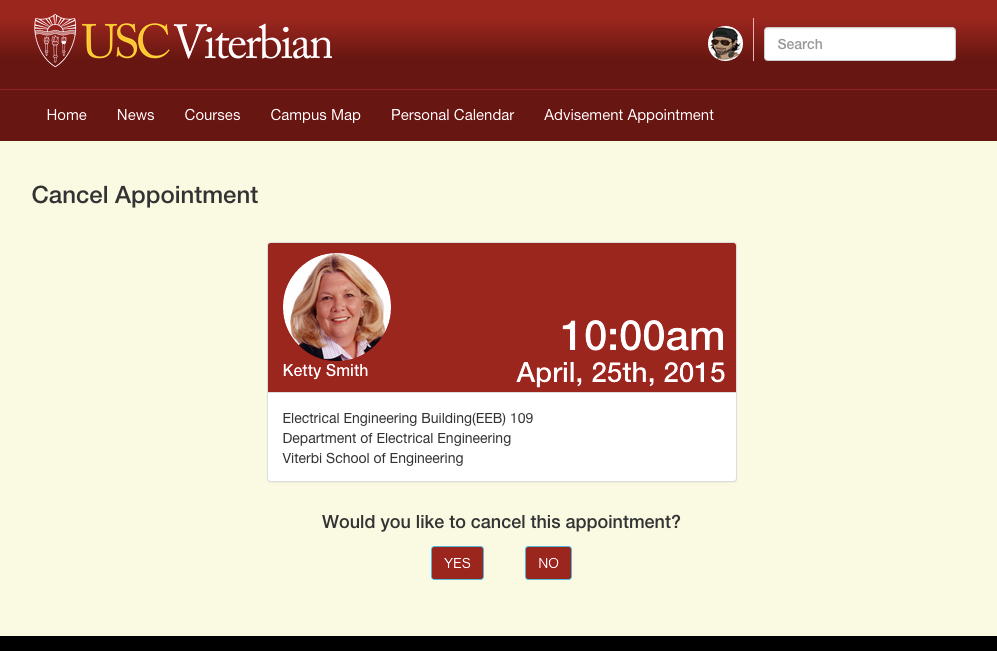 USC Viterbian
Search
Home News Courses Campus Map Personal Calendar Advisement Appointment
Cancel Appointment
10:00am
Ketty Smith
April, 25th, 2015
Electrical Engineering Building(EEB) 109
Department of Electrical Engineering
Viterbi School of Engineering
Would you like to cancel this appointment?
YES NO